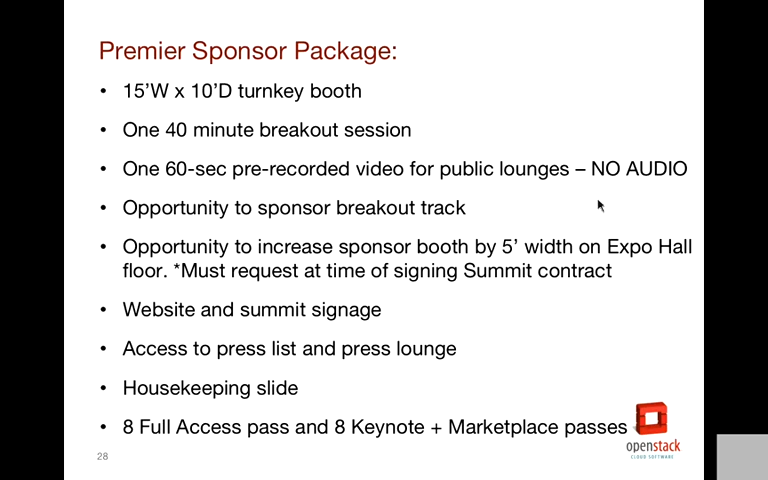 Premier Sponsor Package:
• 15’W x 10’D turnkey booth
• One 40 minute breakout session
• One 60-sec pre-recorded video for public lounges – NO AUDIO
• Opportunity to sponsor breakout track
• Opportunity to increase sponsor booth by 5’ width on Expo Hall
floor. *Must request at time of signing Summit contract
• Website and summit signage
• Access to press list and press lounge
• Housekeeping slide
• 8 Full Access pass and 8 Keynote + Marketplace passes
openstack
CLOUD SOFTWARE
28